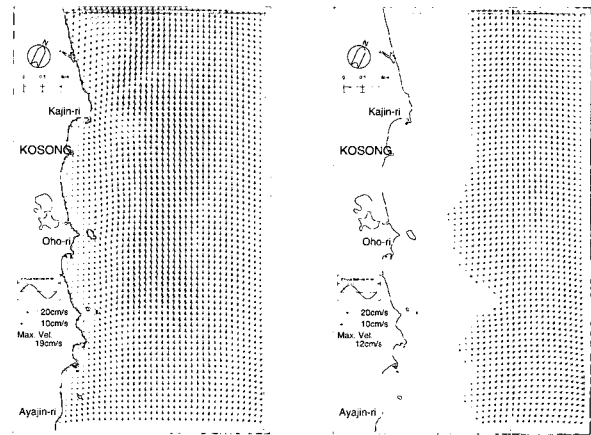 N
Kajin-ri
KOSONG
Oho-ri
20cm/s
10cm/s
Max. Vel.
19cm/s
Ayajin-ri
N
Kajin-ri
KOSONG
Oho-ri
20cm/s
10cm/s
Max. Vel.
12cm/s
Ayajin-ri